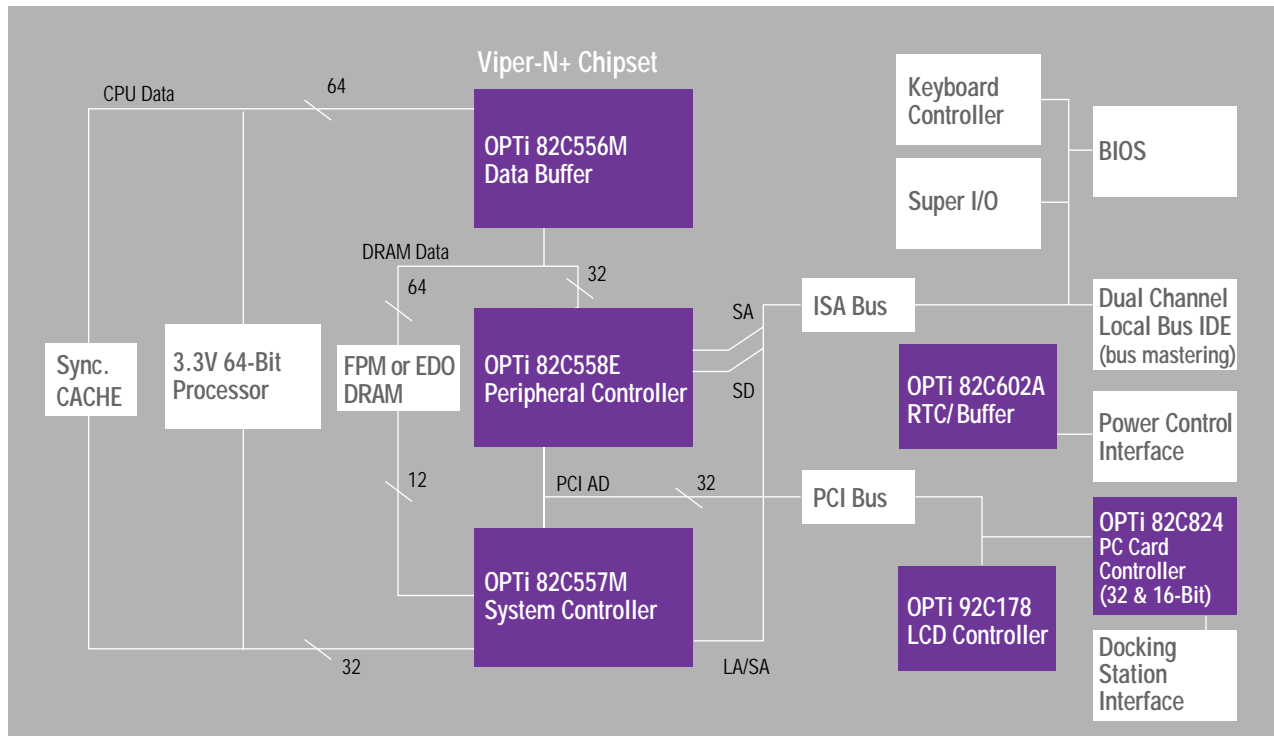 Viper-N+ Chipset
CPU Data
64
OPTi 82C556M
Data Buffer
Keyboard
Controller
BIOS
Super I/O
DRAM Data
64
32
Sync.
CACHE
3.3V 64-Bit
Processor
FPM or EDO
DRAM
OPTi 82C558E
Peripheral Controller
SA
SD
ISA Bus
Dual Channel
Local Bus IDE
(bus mastering)
OPTi 82C602A
RTC/Buffer
Power Control
Interface
12
PCI AD
32
PCI Bus
OPTi 82C824
PC Card
Controller
(32 & 16-Bit)
OPTi 82C557M
System Controller
OPTi 92C178
LCD Controller
32
LA/SA
Docking
Station
Interface